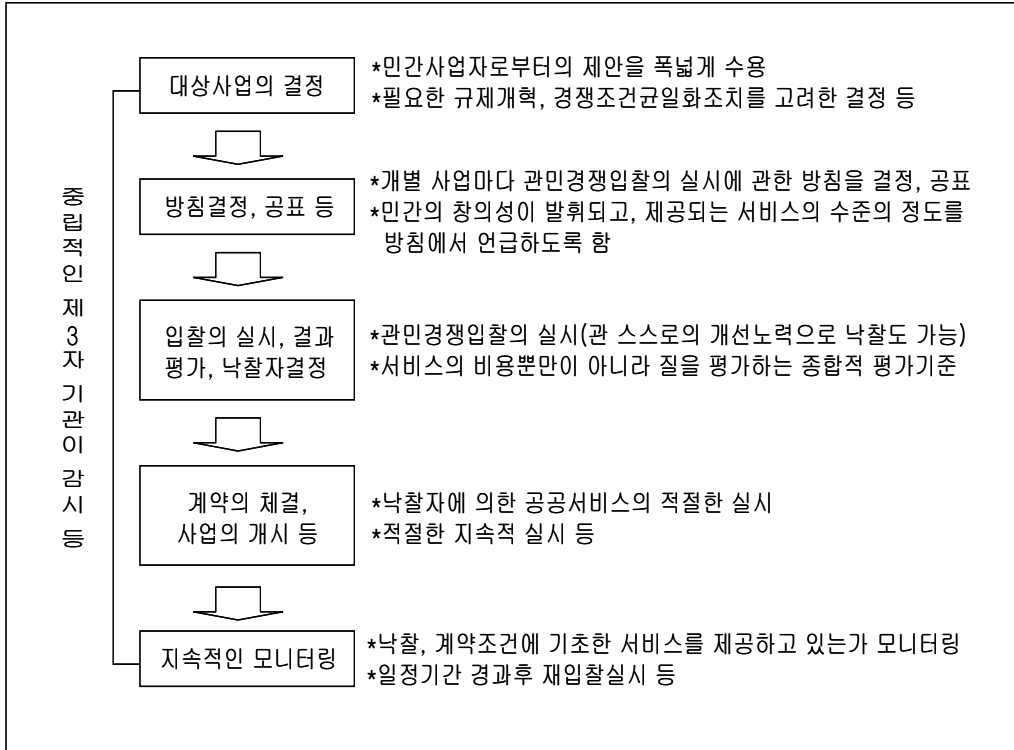 대상사업의 결정
*민간사업자로부터의 제안을 폭넓게 수용
*필요한 규제개혁, 경쟁조건균일화조치를 고려한 결정 등
중립적인 제3자 기관이 감시 등
방침결정, 공표 등
*개별 사업마다 관민경쟁입찰의 실시에 관한 방침을 결정, 공표
*민간의 창의성이 발휘되고, 제공되는 서비스의 수준의 정도를
방침에서 언급하도록 함
입찰의 실시, 결과
평가, 낙찰자결정
*관민경쟁입찰의 실시(관 스스로의 개선노력으로 낙찰도 가능)
*서비스의 비용뿐만이 아니라 질을 평가하는 종합적 평가기준
계약의 체결,
사업의 개시 등
*낙찰자에 의한 공공서비스의 적절한 실시
*적절한 지속적 실시 등
지속적인 모니터링
*낙찰, 계약조건에 기초한 서비스를 제공하고 있는가 모니터링
*일정기간 경과후 재입찰실시 등